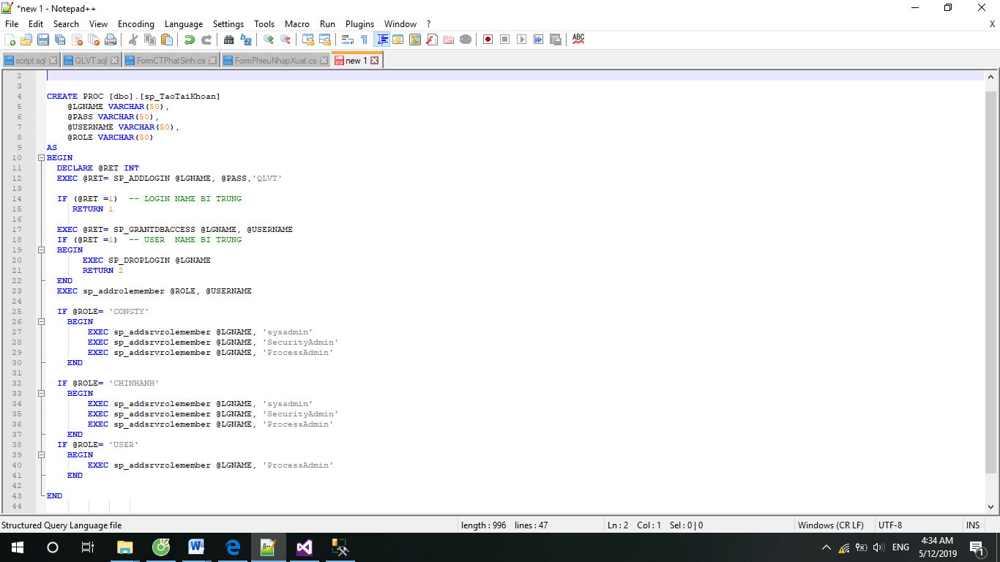 *new 1 - Notepad++
File Edit Search View Encoding Language Settings Tools Macro Run Plugins Window ? X
script.sql QLVT.sql FormCTPhatSinh.cs FormPhieuNhapXuat.cs new 1
2
3
4 CREATE PROC [dbo].[sp_TaoTaiKhoan]
5 @LGNAME VARCHAR(50),
6 @PASS VARCHAR(50),
7 @USERNAME VARCHAR(50),
8 @ROLE VARCHAR(50)
9 AS
10 BEGIN
11 DECLARE @RET INT
12 EXEC @RET= SP_ADDLOGIN @LGNAME, @PASS,'QLVT'
13
14 IF (@RET =1) -- LOGIN NAME BI TRUNG
15 RETURN 1
16
17 EXEC @RET= SP_GRANTDBACCESS @LGNAME, @USERNAME
18 IF (@RET =1) -- USER NAME BI TRUNG
19 BEGIN
20 EXEC SP_DROPLOGIN @LGNAME
21 RETURN 2
22 END
23 EXEC sp_addrolemember @ROLE, @USERNAME
24
25 IF @ROLE= 'CONGTY'
26 BEGIN
27 EXEC sp_addsrvrolemember @LGNAME, 'sysadmin'
28 EXEC sp_addsrvrolemember @LGNAME, 'SecurityAdmin'
29 EXEC sp_addsrvrolemember @LGNAME, 'ProcessAdmin'
30 END
31
32 IF @ROLE= 'CHINHANH'
33 BEGIN
34 EXEC sp_addsrvrolemember @LGNAME, 'sysadmin'
35 EXEC sp_addsrvrolemember @LGNAME, 'SecurityAdmin'
36 EXEC sp_addsrvrolemember @LGNAME, 'ProcessAdmin'
37 END
38 IF @ROLE= 'USER'
39 BEGIN
40 EXEC sp_addsrvrolemember @LGNAME, 'ProcessAdmin'
41 END
42
43 END
44
Structured Query Language file length : 996 lines : 47 Ln : 2 Col : 1 Sel : 0 | 0 Windows (CR LF) UTF-8 INS
ENG 4:34 AM
5/12/2019 1